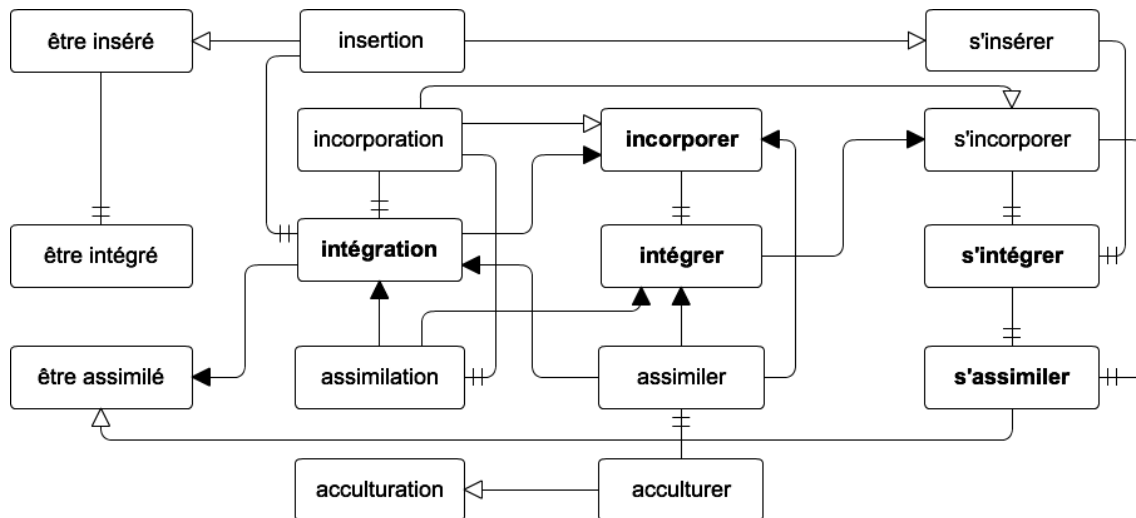 être inséré
insertion
s'insérer
incorporation
incorporer
s'incorporer
être intégré
intégration
intégrer
s'intégrer
être assimilé
assimilation
assimiler
s'assimiler
acculturation
acculturer